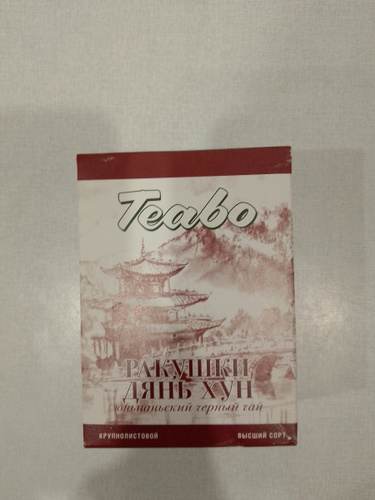 Teabo
РАКУШКИ
ДЯНЬ ХУН
юньнаньский черный чай
КРУПНОЛИСТОВОЙ ВЫСШИЙ СОРТ